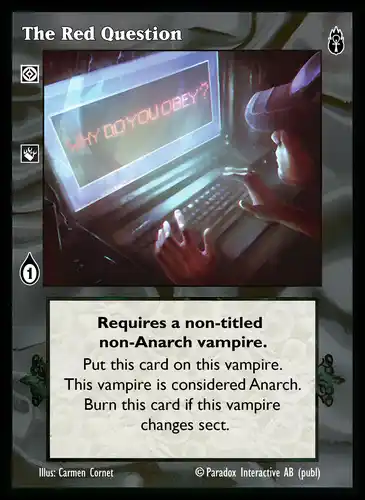 The Red Question
WHY DO YOU OBEY?
1
Requires a non-titled
non-Anarch vampire.
Put this card on this vampire.
This vampire is considered Anarch.
Burn this card if this vampire
changes sect.
Illus: Carmen Cornet
© Paradox Interactive AB (publ)